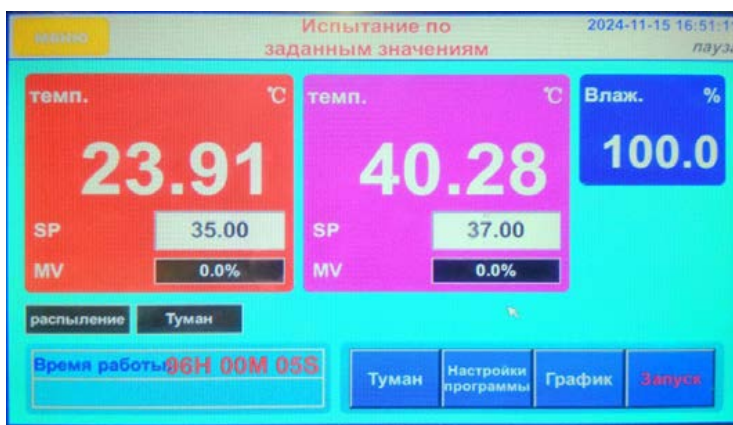 меню
Испытание по
заданным значениям
2024-11-15 16:51:1
пауза
темп. °C
23.91
SP 35.00
MV 0.0%
темп. °C
40.28
SP 37.00
MV 0.0%
Влаж. %
100.0
распыление
Туман
Время работы 96H 00M 05S
Туман
Настройки
программы
График
Запуск